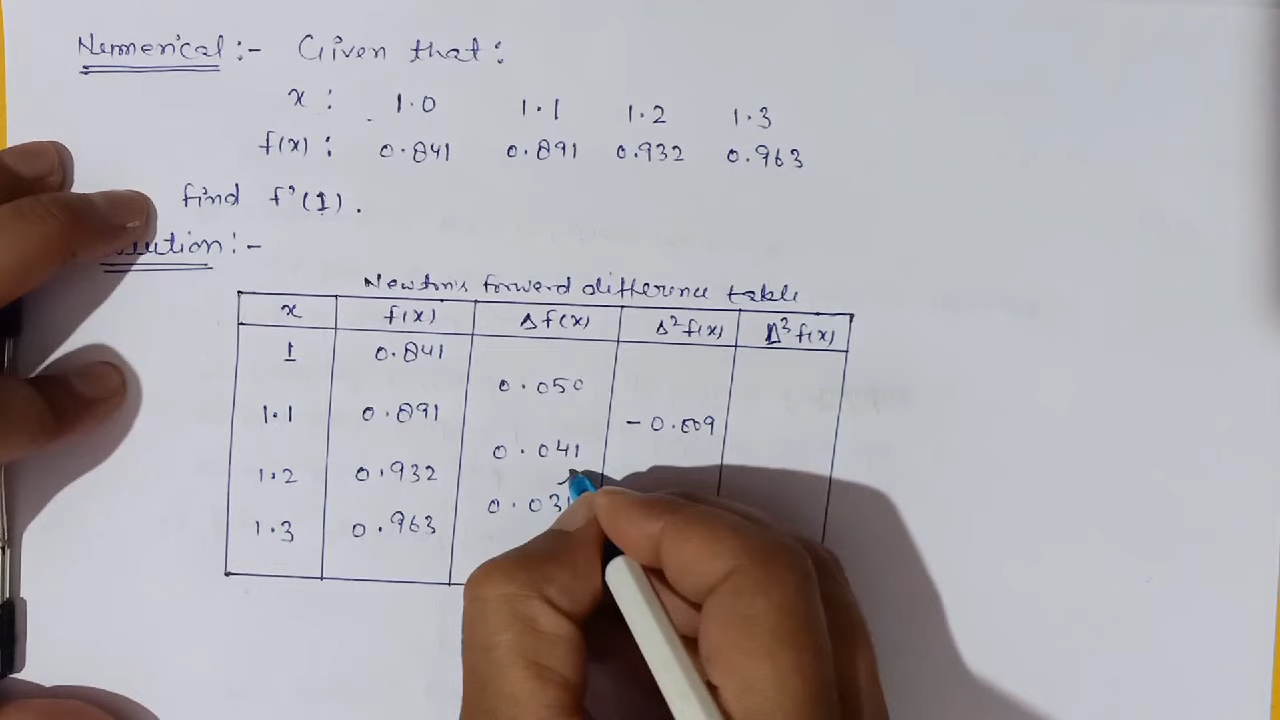 Numerical :- Given that :
x : 1.0 1.1 1.2 1.3
f(x) : 0.841 0.891 0.932 0.963
find f'(1).
:-
Newton's forward difference table
x f(x) Δf(x) Δ²f(x) Δ³f(x)
1 0.841
0.050
1.1 0.891 -0.009
0.041
1.2 0.932
0.031
1.3 0.963